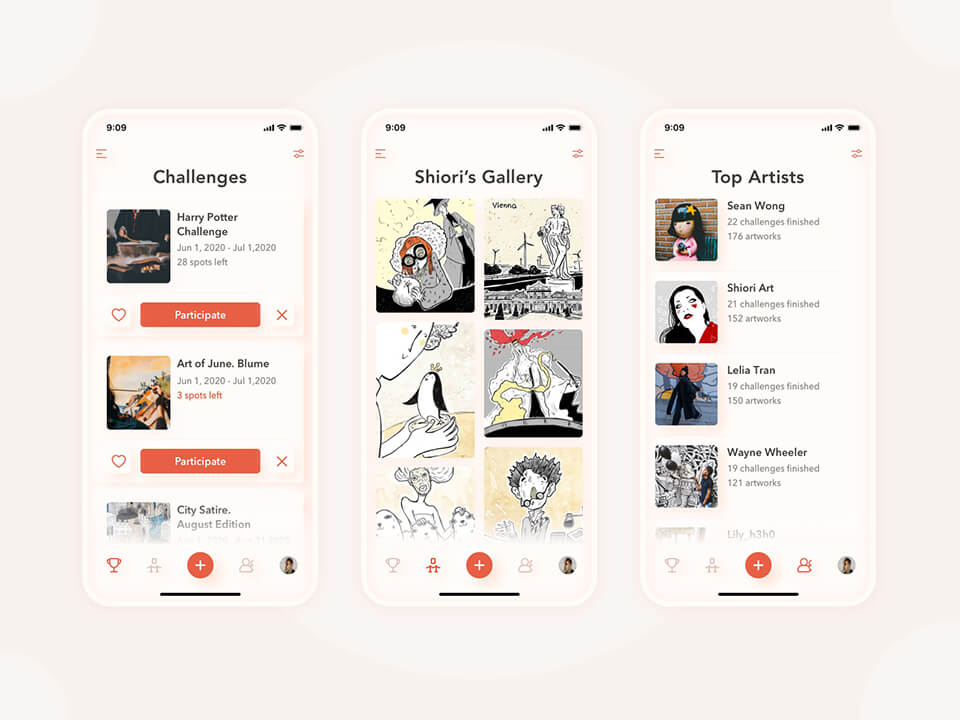 9:09
Challenges
Harry Potter
Challenge
Jun 1, 2020 - Jul 1,2020
28 spots left
Participate
Art of June. Blume
Jun 1, 2020 - Jul 1,2020
3 spots left
Participate
City Satire.
August Edition
9:09
Shiori's Gallery
Vienna
9:09
Top Artists
Sean Wong
22 challenges finished
176 artworks
Shiori Art
21 challenges finished
152 artworks
Lelia Tran
19 challenges finished
150 artworks
Wayne Wheeler
19 challenges finished
121 artworks
Lily_h3h0